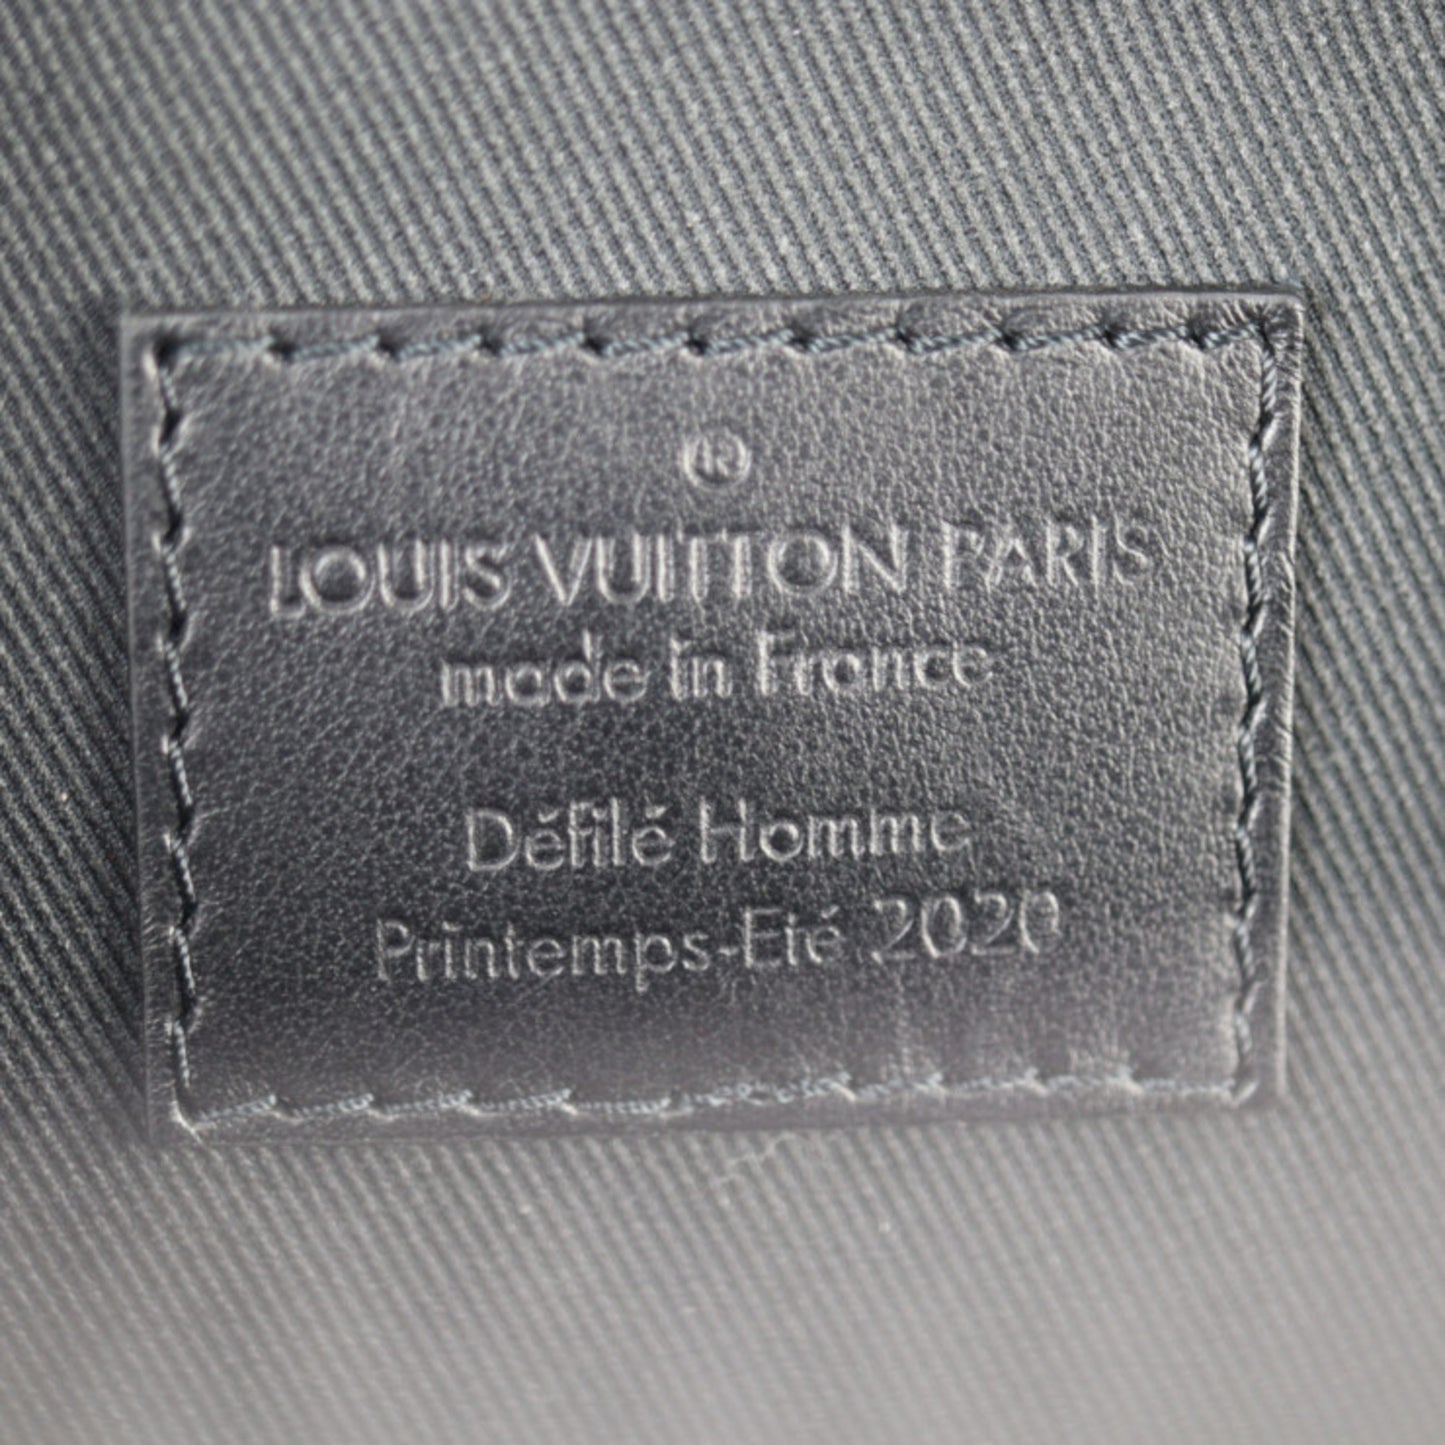 ®
LOUIS VUITTON PARIS
made in France
Défilé Homme
Printemps-Eté 2020